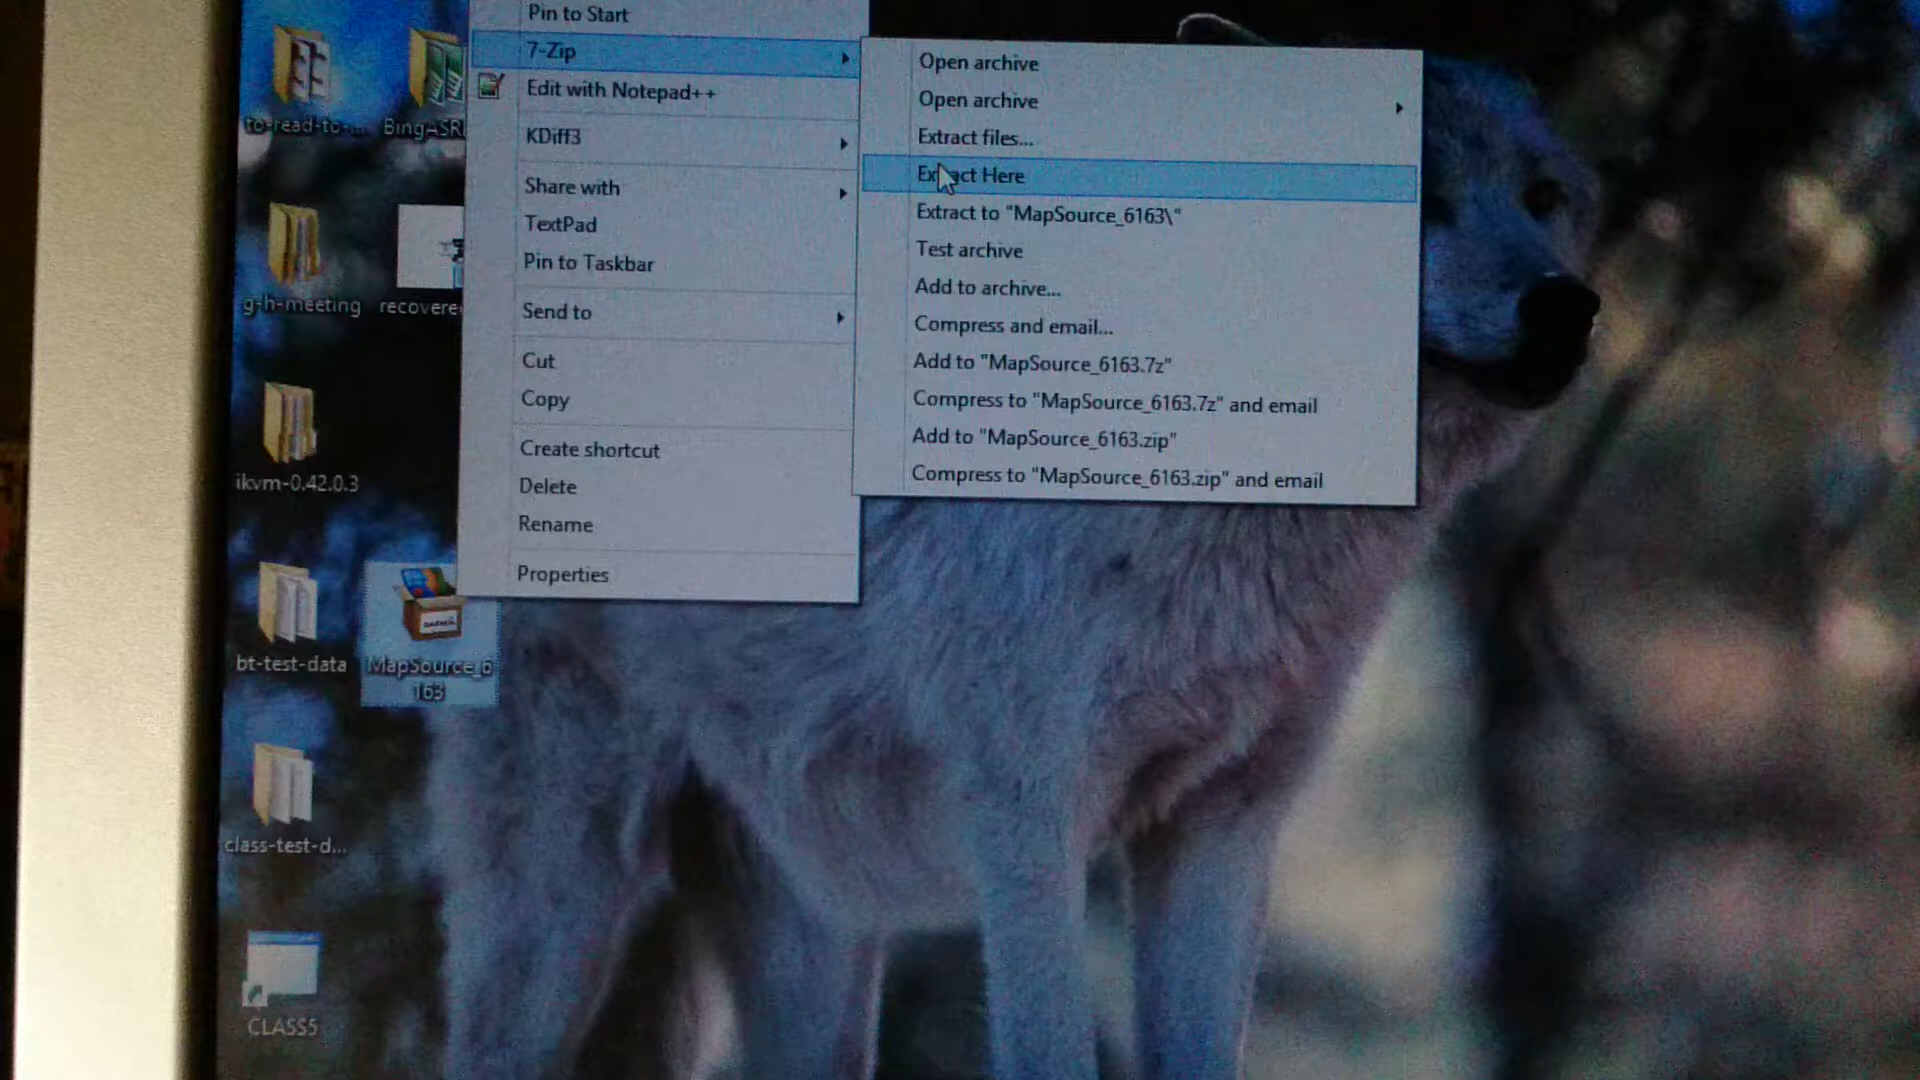 Pin to Start
7-Zip
Edit with Notepad++
KDiff3
Share with
TextPad
Pin to Taskbar
Send to
Cut
Copy
Create shortcut
Delete
Rename
Properties
Open archive
Open archive
Extract files...
Extract Here
Extract to "MapSource_6163\"
Test archive
Add to archive...
Compress and email...
Add to "MapSource_6163.7z"
Compress to "MapSource_6163.7z" and email
Add to "MapSource_6163.zip"
Compress to "MapSource_6163.zip" and email
to-read-to-...
BingASR
g-h-meeting
recovere
ikvm-0.42.0.3
bt-test-data
MapSource_6
163
class-test-d...
CLASS5